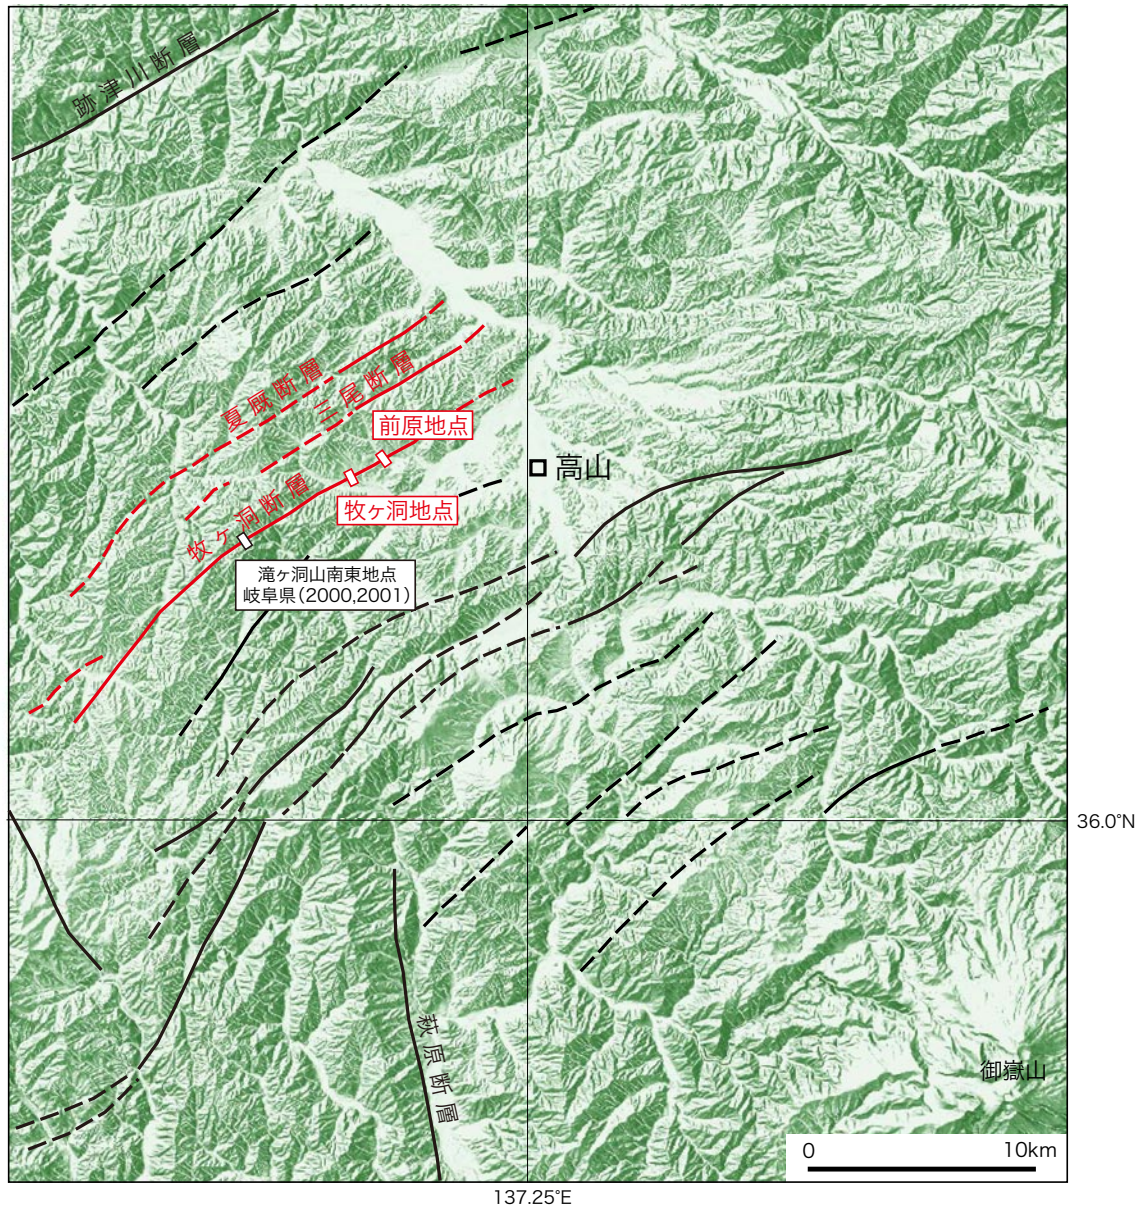 跡津川断層
夏厩断層
三尾断層
前原地点
高山
牧ヶ洞断層
牧ヶ洞地点
滝ヶ洞山南東地点
岐阜県(2000,2001)
36.0°N
萩原断層
御嶽山
0 10km
137.25°E